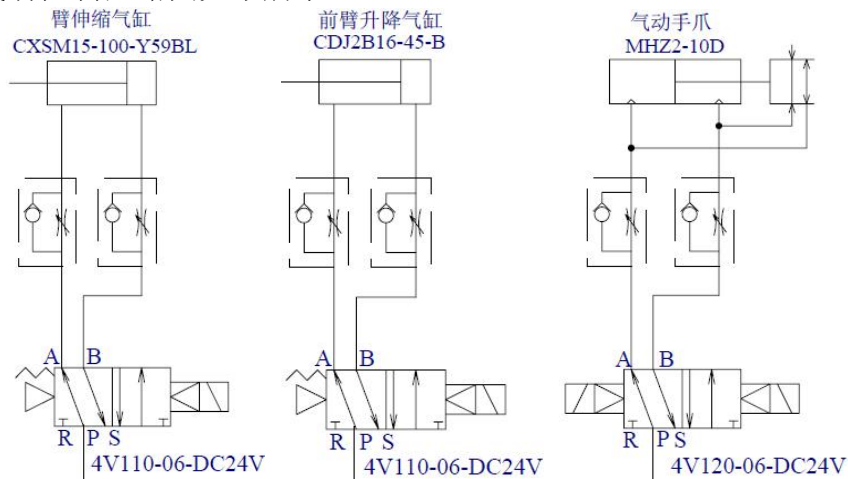 臂伸缩气缸
CXSM15-100-Y59BL
前臂升降气缸
CDJ2B16-45-B
气动手爪
MHZ2-10D
A B
R P S
4V110-06-DC24V
A B
R P S
4V110-06-DC24V
A B
R P S
4V120-06-DC24V